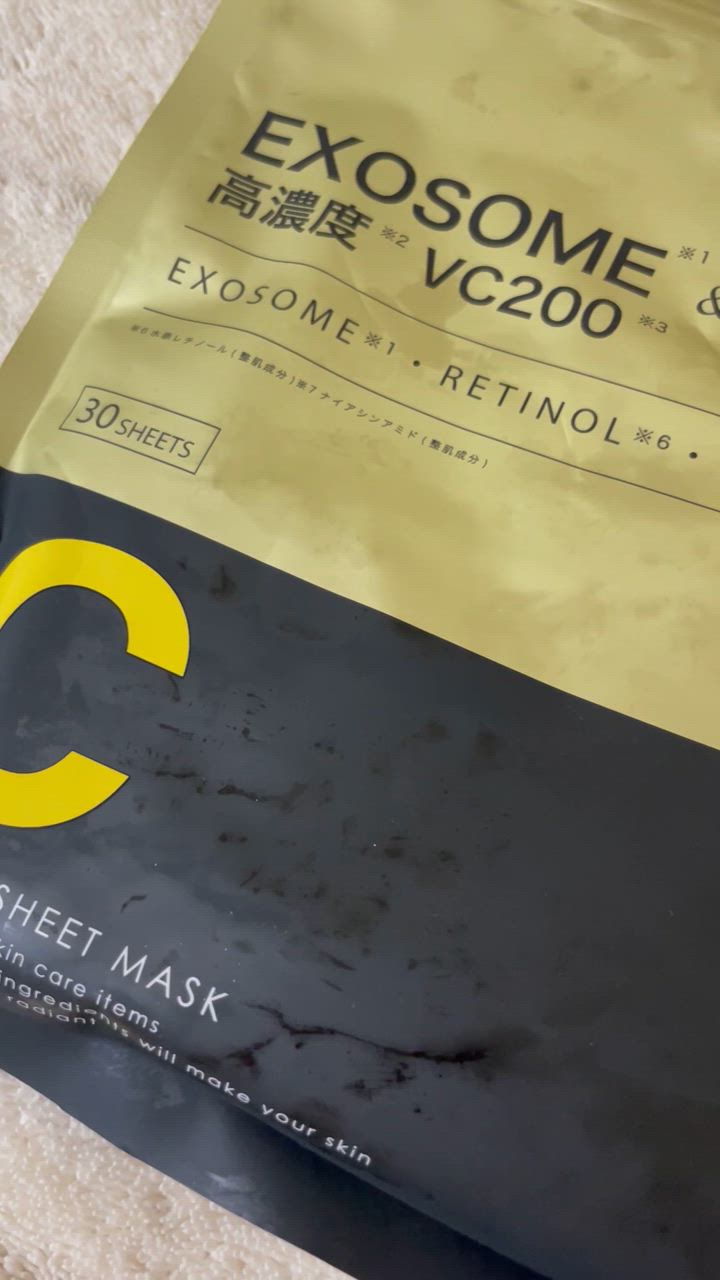 EXOSOME※1 &
高濃度※2 VC200※3
EXOSOME※1・RETINOL※6・
※6水添レチノール(整肌成分)※7ナイアシンアミド(整肌成分)
30 SHEETS
C
SHEET MASK
kin care items
ingredients
radiant will make your skin